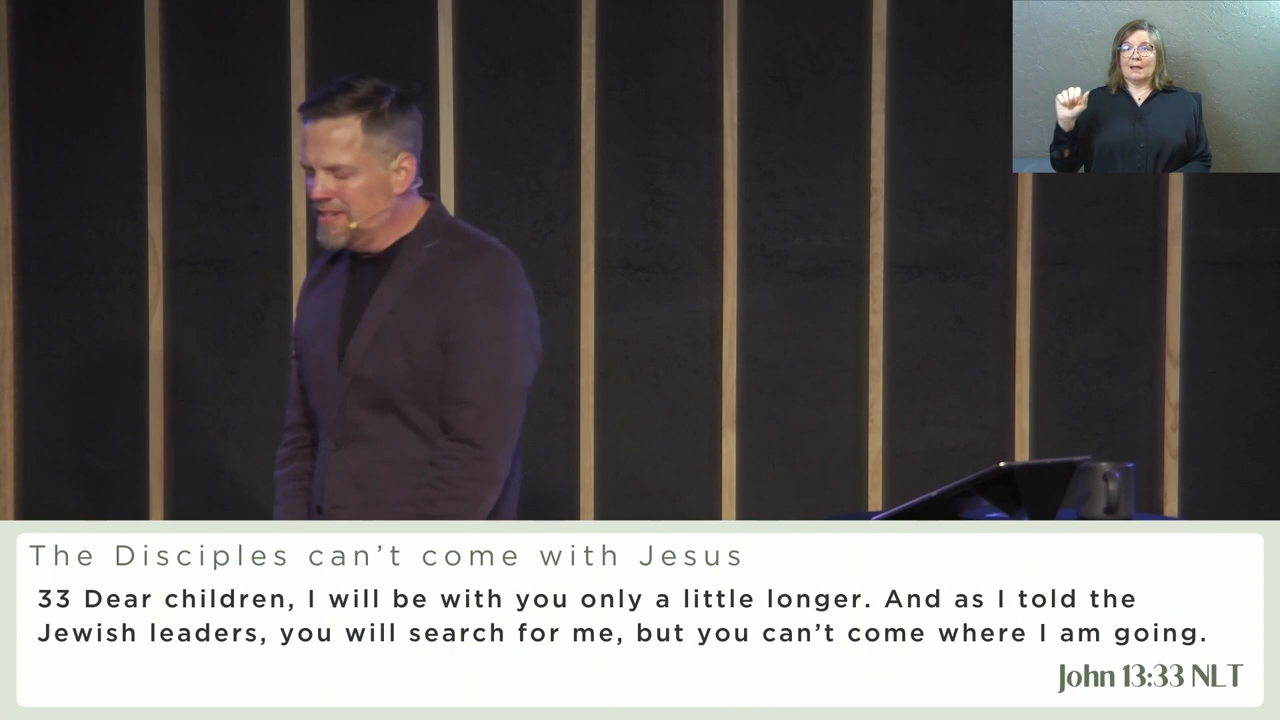 The Disciples can’t come with Jesus
33 Dear children, I will be with you only a little longer. And as I told the
Jewish leaders, you will search for me, but you can’t come where I am going.
John 13:33 NLT